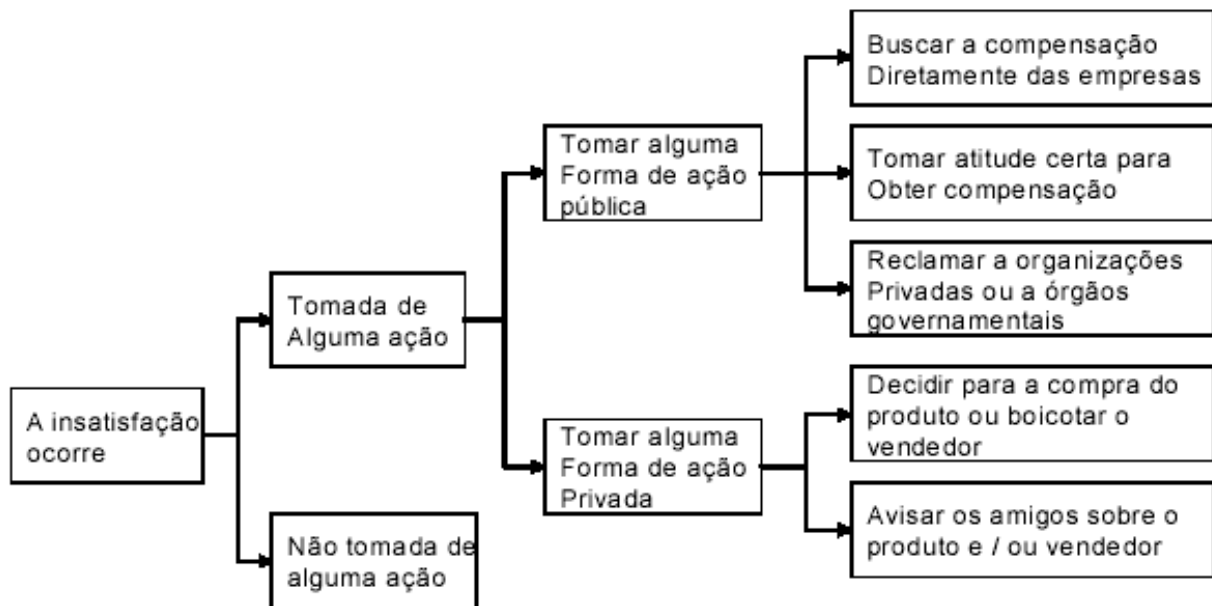 A insatisfação
ocorre
Tomada de
Alguma ação
Não tomada de
alguma ação
Tomar alguma
Forma de ação
pública
Tomar alguma
Forma de ação
Privada
Buscar a compensação
Diretamente das empresas
Tomar atitude certa para
Obter compensação
Reclamar a organizações
Privadas ou a órgãos
governamentais
Decidir para a compra do
produto ou boicotar o
vendedor
Avisar os amigos sobre o
produto e / ou vendedor